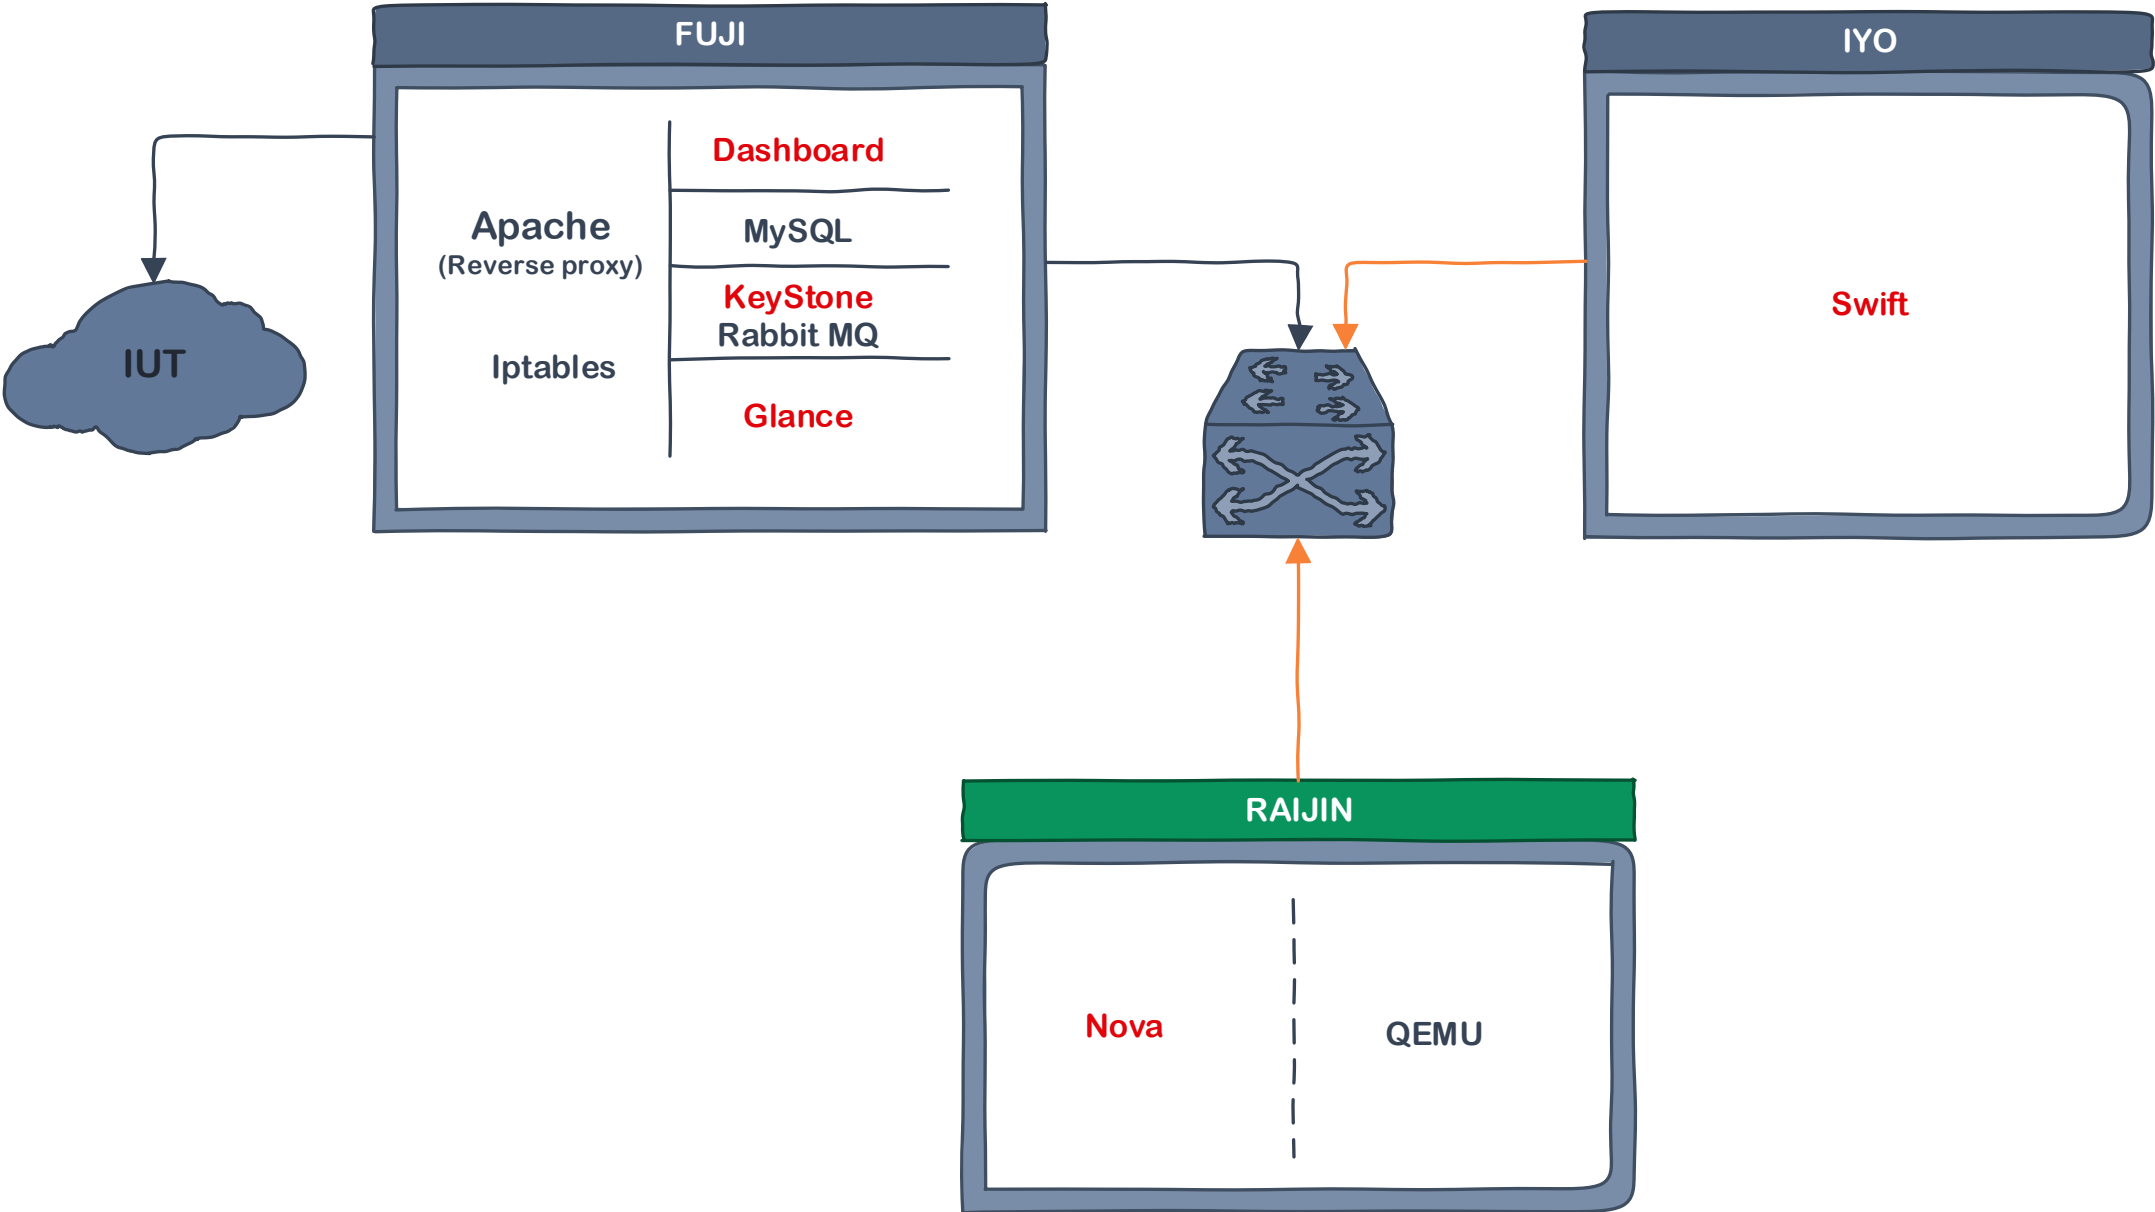 FUJI
IYO
Dashboard
Apache
(Reverse proxy)
MySQL
KeyStone
Rabbit MQ
Iptables
Glance
IUT
Swift
RAIJIN
Nova
QEMU